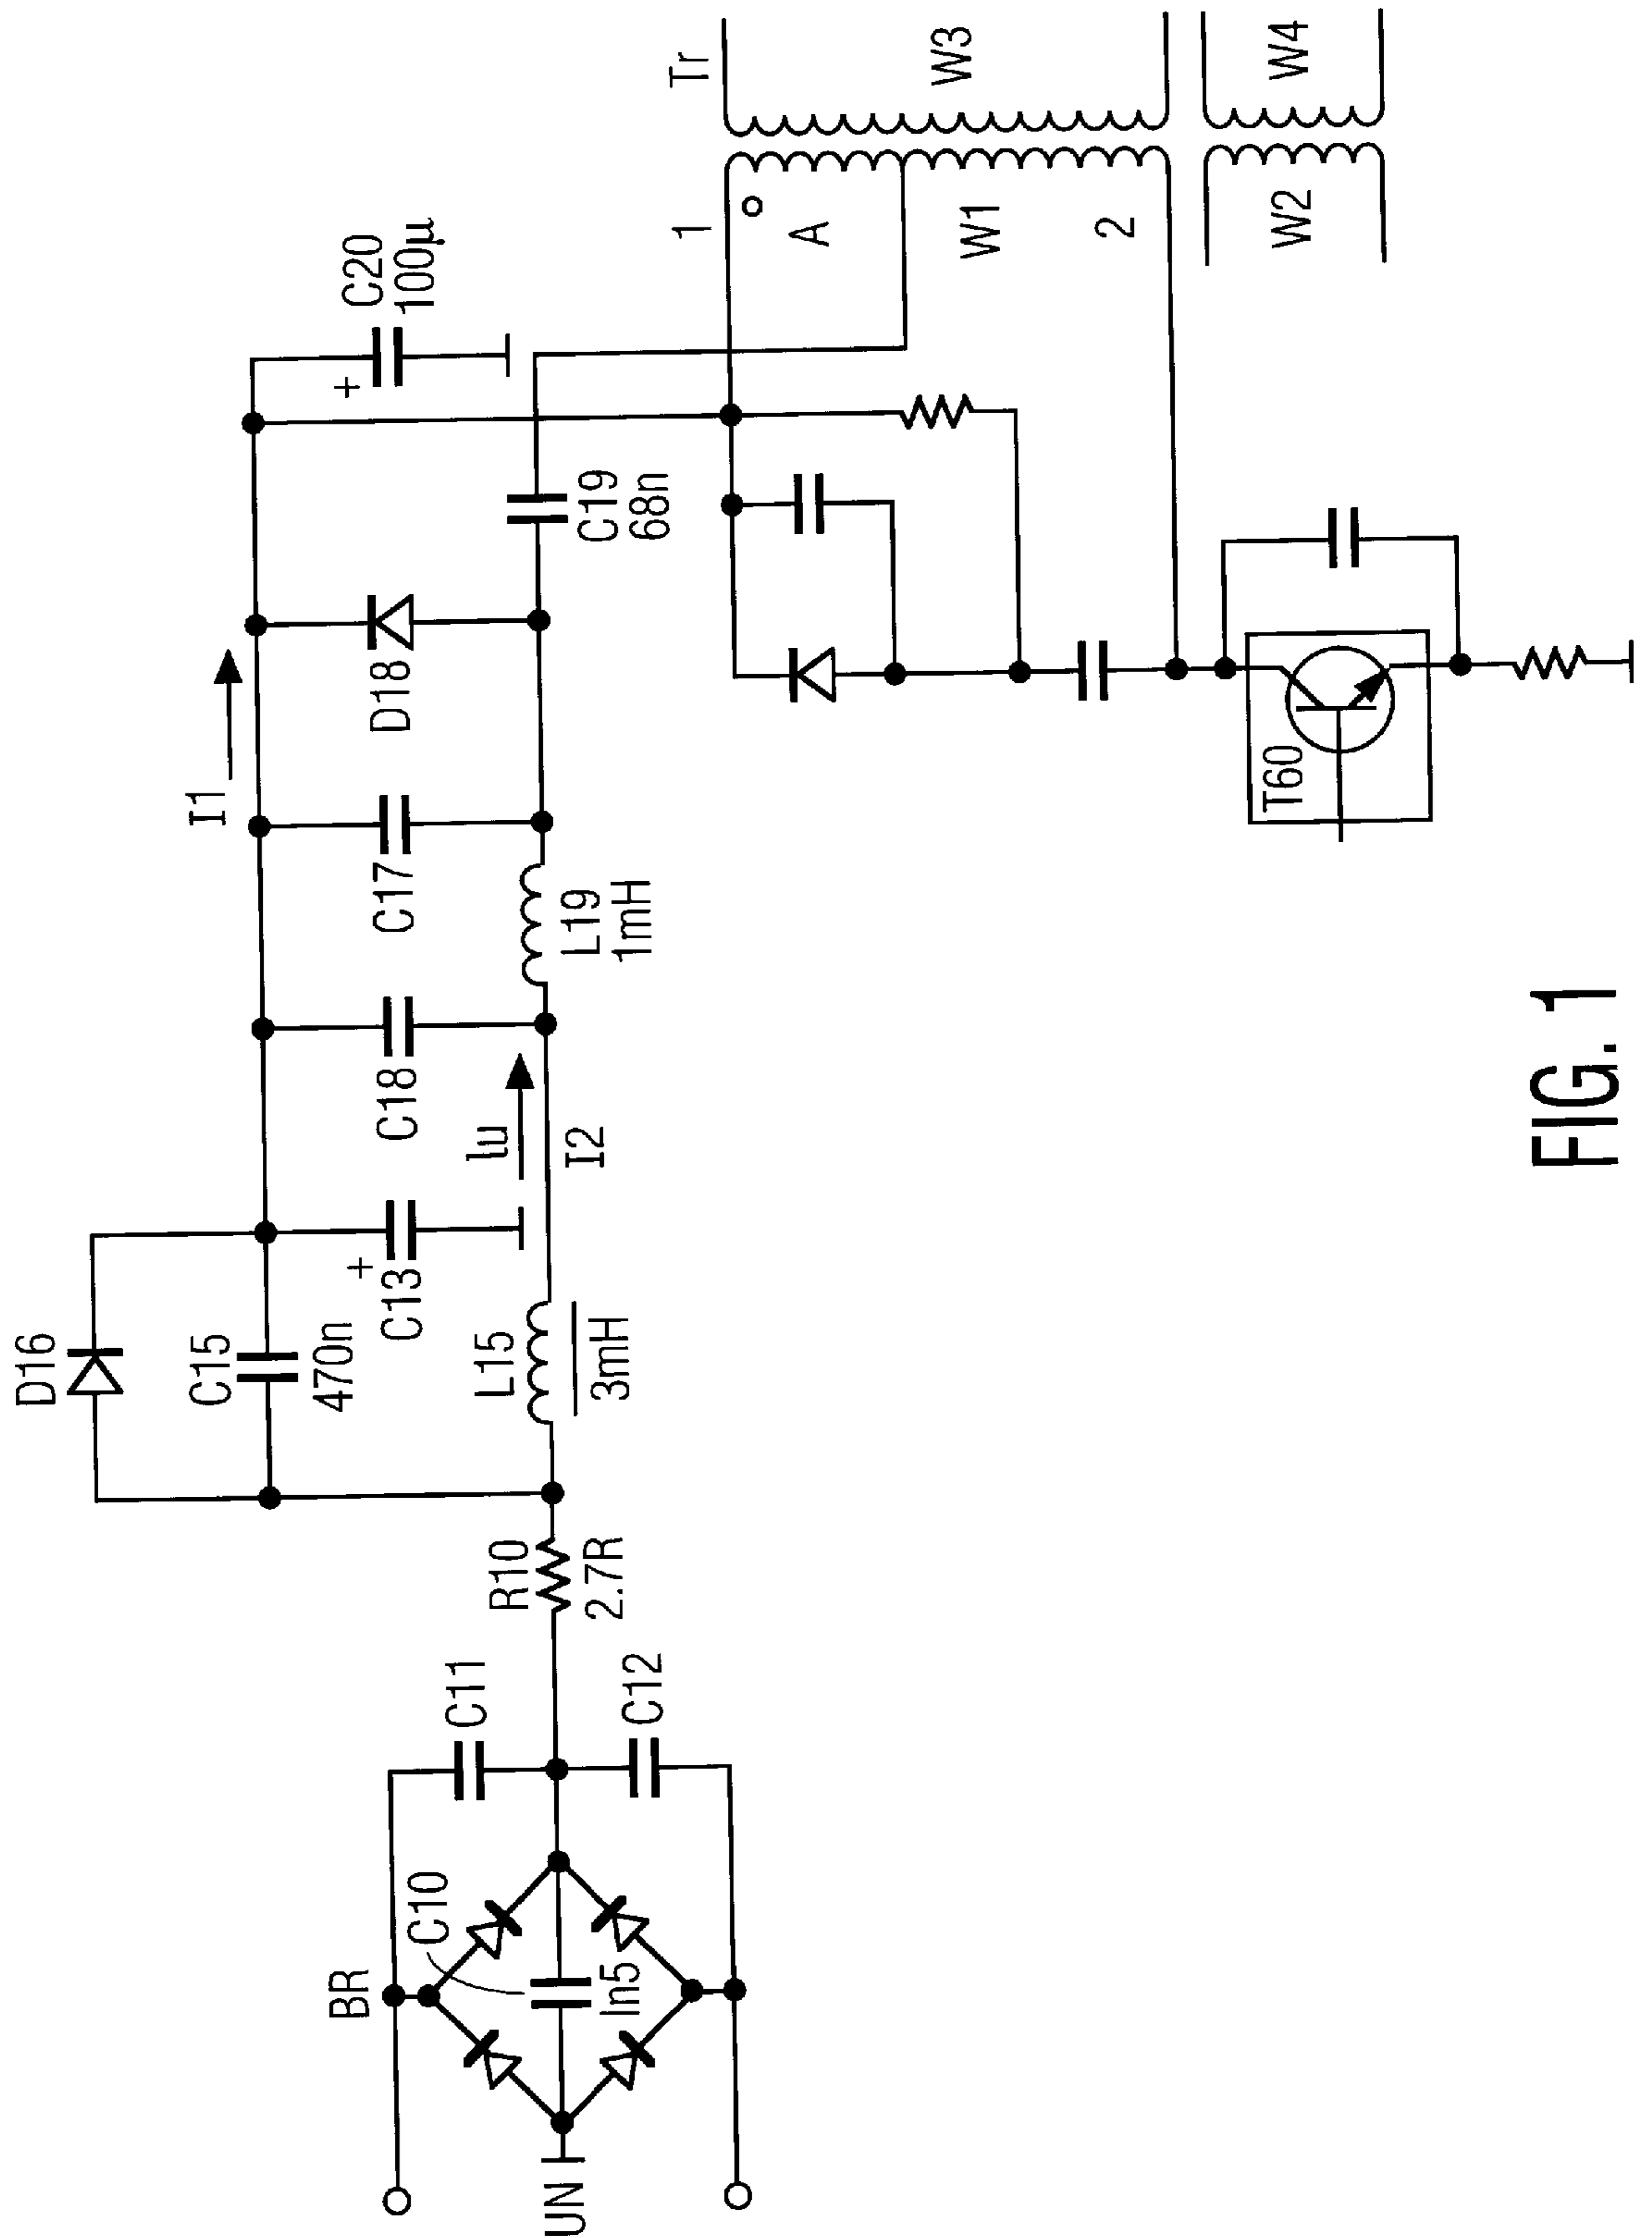 UN
BR
C10
In5
C11
C12
R10
2.7R
D16
C15
470n
C13
+
L15
3mH
Iu
I2
C18
C17
L19
1mH
I1
D18
C19
68n
C20
100µ
+
Tr
1
A
W1
2
W3
W2
W4
T60
FIG. 1